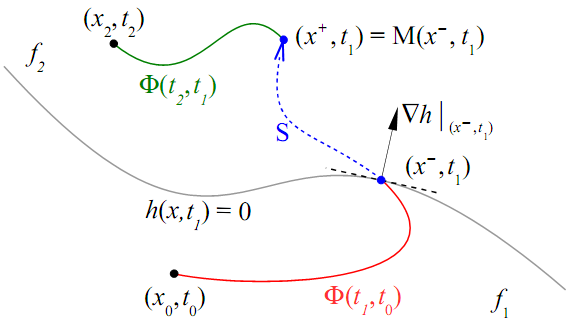 (x₂, t₂)
f₂
(x⁺, t₁) = M(x⁻, t₁)
Φ(t₂, t₁)
∇h |₍ₓ⁻, ₜ₁₎
S
(x⁻, t₁)
h(x, t₁) = 0
(x₀, t₀)
Φ(t₁, t₀)
f₁